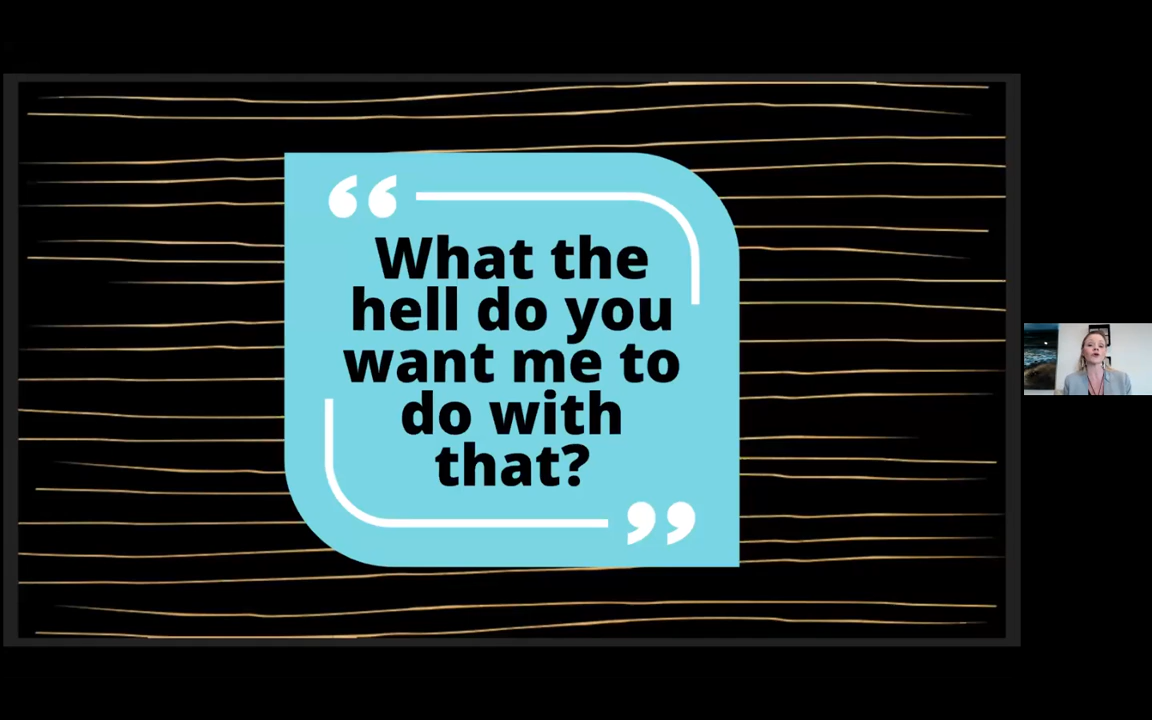 “
What the
hell do you
want me to
do with
that?
”